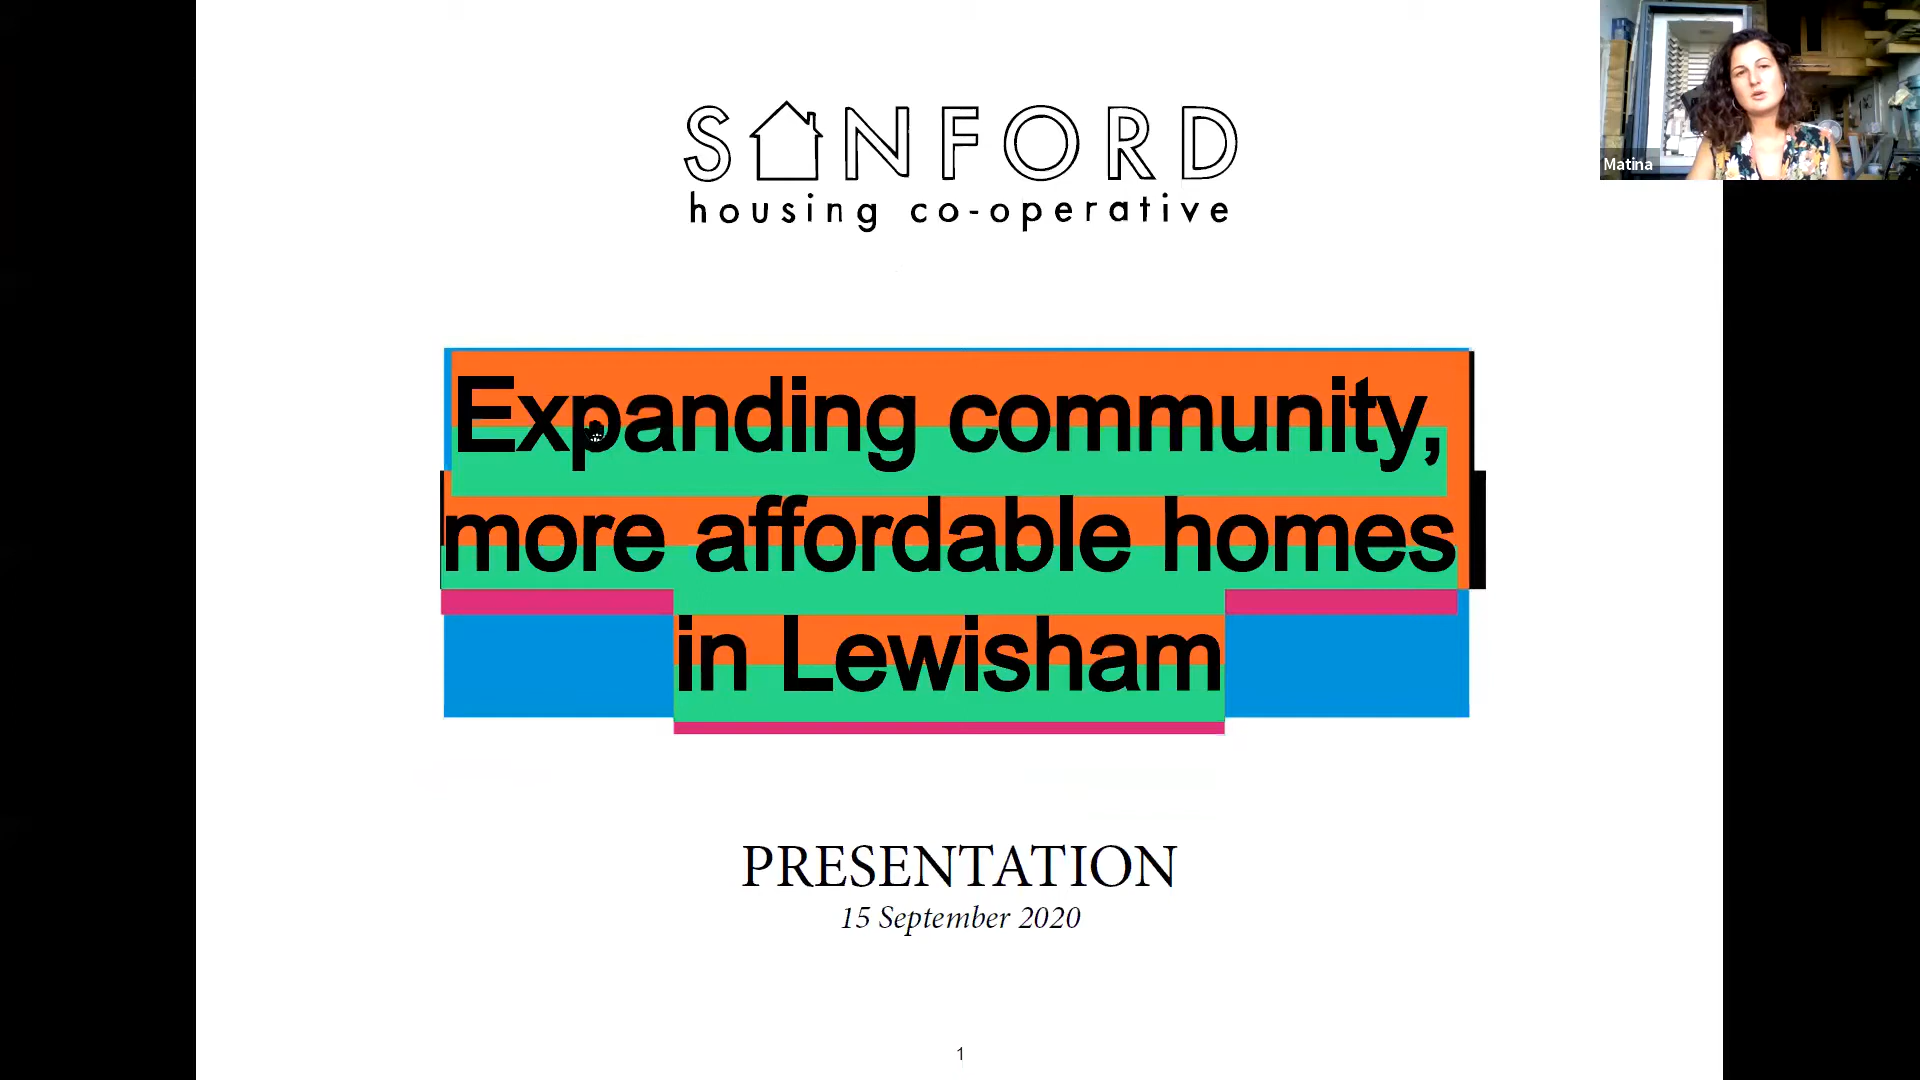 Matina
SANFORD
housing co-operative
Expanding community,
more affordable homes
in Lewisham
PRESENTATION
15 September 2020
1